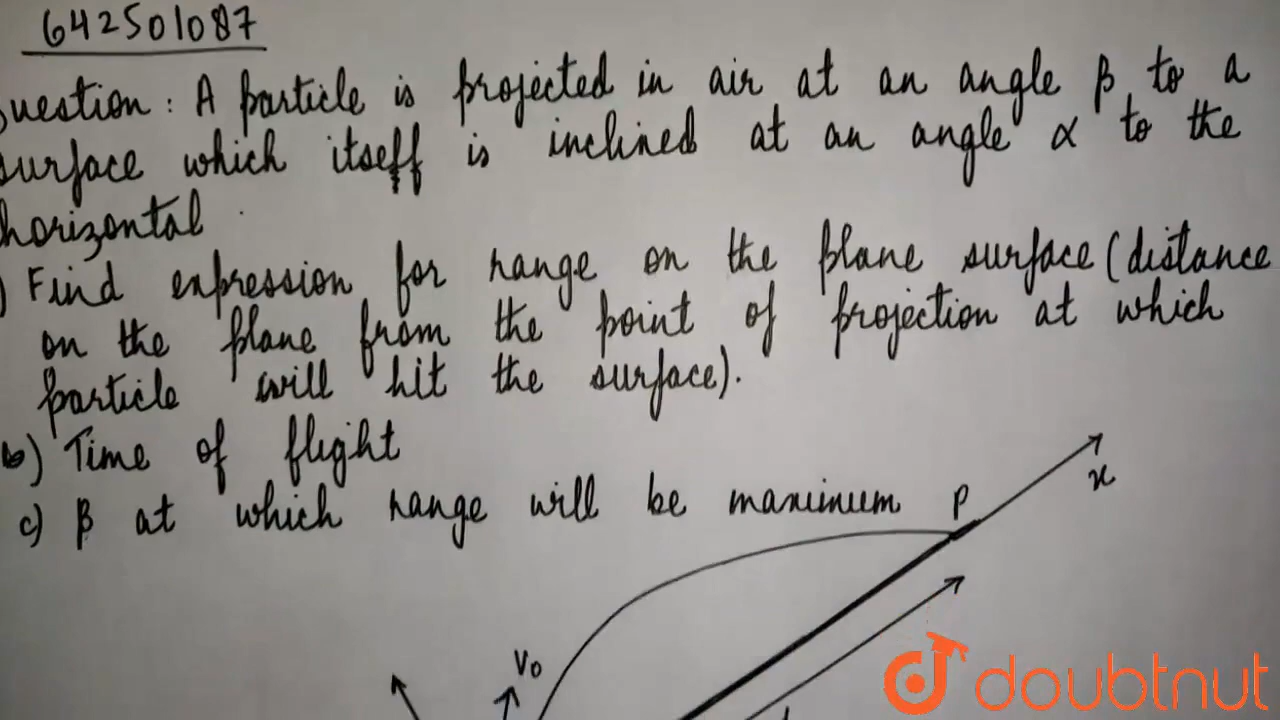 642501087
uestion: A particle is projected in air at an angle β to a
surface which itself is inclined at an angle α to the
horizontal.
) Find expression for range on the plane surface (distance
on the plane from the point of projection at which
particle will hit the surface).
b) Time of flight
c) β at which range will be maximum
P
x
V0
doubtnut